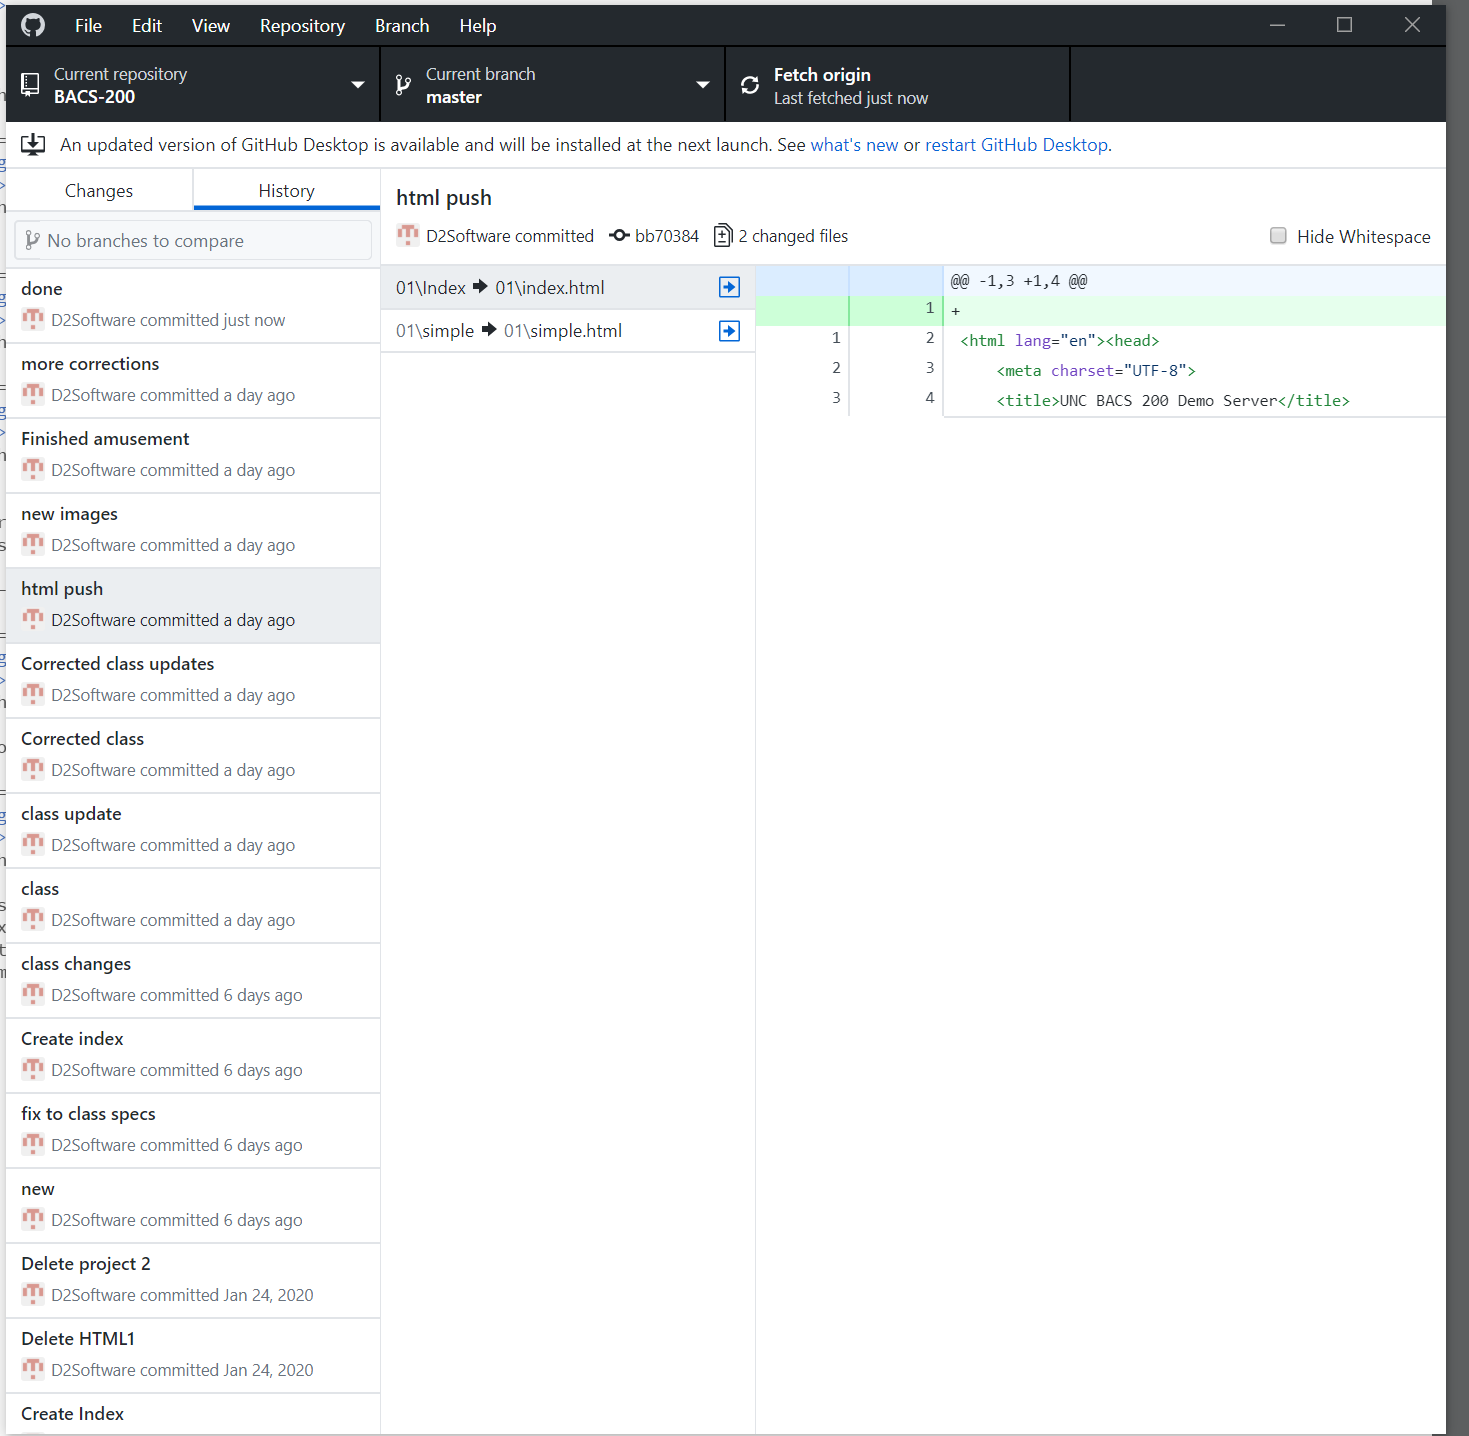 File Edit View Repository Branch Help
Current repository
BACS-200
Current branch
master
Fetch origin
Last fetched just now
An updated version of GitHub Desktop is available and will be installed at the next launch. See what's new or restart GitHub Desktop.
Changes
History
No branches to compare
done
D2Software committed just now
more corrections
D2Software committed a day ago
Finished amusement
D2Software committed a day ago
new images
D2Software committed a day ago
html push
D2Software committed a day ago
Corrected class updates
D2Software committed a day ago
Corrected class
D2Software committed a day ago
class update
D2Software committed a day ago
class
D2Software committed a day ago
class changes
D2Software committed 6 days ago
Create index
D2Software committed 6 days ago
fix to class specs
D2Software committed 6 days ago
new
D2Software committed 6 days ago
Delete project 2
D2Software committed Jan 24, 2020
Delete HTML1
D2Software committed Jan 24, 2020
Create Index
html push
D2Software committed bb70384 2 changed files
Hide Whitespace
01\Index → 01\index.html
01\simple → 01\simple.html
@@ -1,3 +1,4 @@
1 +
1 2 <html lang="en"><head>
2 3 <meta charset="UTF-8">
3 4 <title>UNC BACS 200 Demo Server</title>